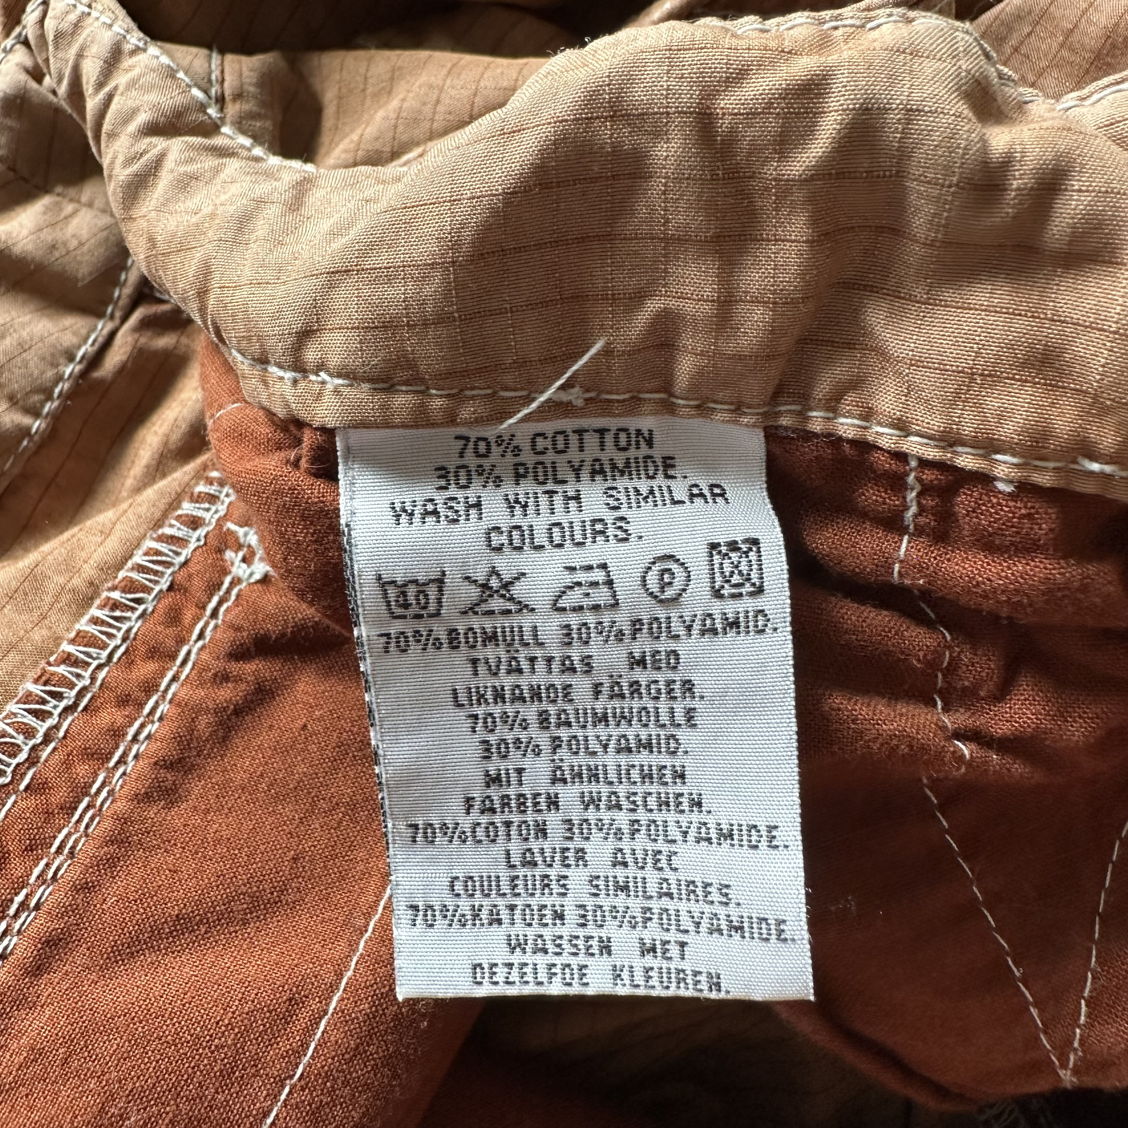 70% COTTON
30% POLYAMIDE.
WASH WITH SIMILAR
COLOURS.
40 P
70%BOMULL 30%POLYAMID.
TVÄTTAS MED
LIKNANDE FÄRGER.
70% BAUMWOLLE
30% POLYAMID.
MIT ÄHNLICHEN
FARBEN WASCHEN.
70%COTON 30%POLYAMIDE.
LAVER AVEC
COULEURS SIMILAIRES.
70%KATOEN 30%POLYAMIDE.
WASSEN MET
DEZELFDE KLEUREN.